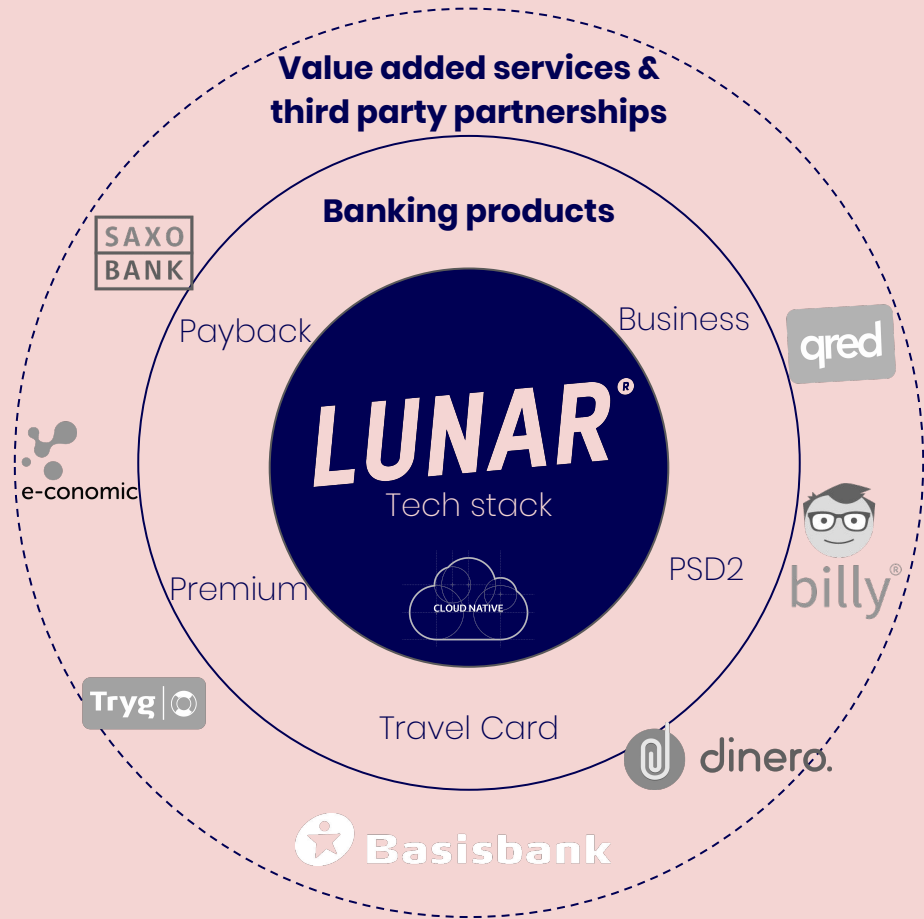 Value added services &
third party partnerships
Banking products
SAXO
BANK
Payback
Business
qred
LUNAR®
Tech stack
e-conomic
Premium
CLOUD NATIVE
PSD2
billy®
Tryg
Travel Card
dinero.
Basisbank